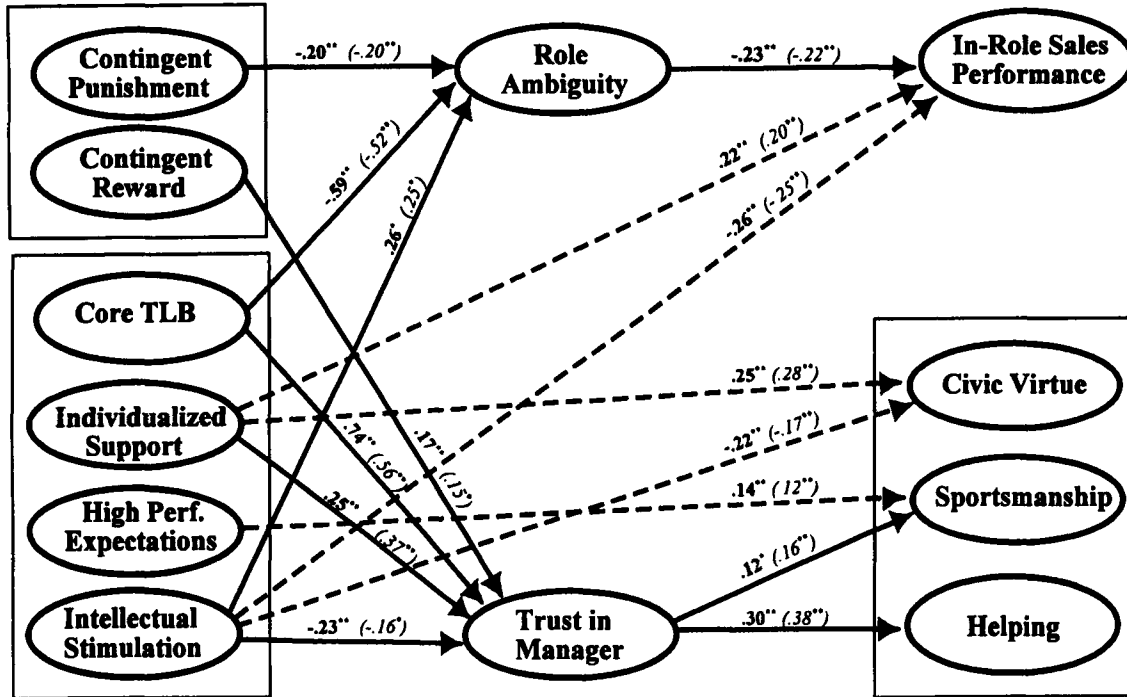 Contingent
Punishment
-.20** (-.20**)
Role
Ambiguity
-.23** (-.22**)
In-Role Sales
Performance
Contingent
Reward
-.59** (-.52**)
.26* (.25*)
.22** (.20**)
-.26** (-.25**)
Core TLB
Individualized
Support
.74** (.56**)
.17** (.15*)
.25** (.28**)
Civic Virtue
-.22** (-.17**)
.25** (.37**)
High Perf.
Expectations
.14** (12**)
Sportsmanship
.12* (.16**)
Intellectual
Stimulation
-.23** (-.16*)
Trust in
Manager
.30** (.38**)
Helping